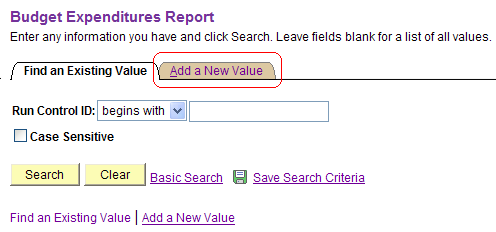 Budget Expenditures Report
Enter any information you have and click Search. Leave fields blank for a list of all values.
Find an Existing Value Add a New Value
Run Control ID: begins with
Case Sensitive
Search Clear Basic Search Save Search Criteria
Find an Existing Value | Add a New Value